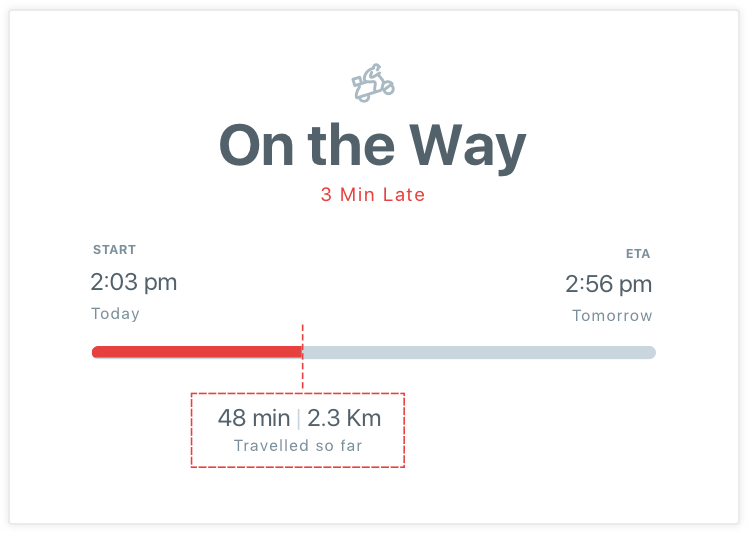 On the Way
3 Min Late
START
2:03 pm
Today
ETA
2:56 pm
Tomorrow
48 min | 2.3 Km
Travelled so far